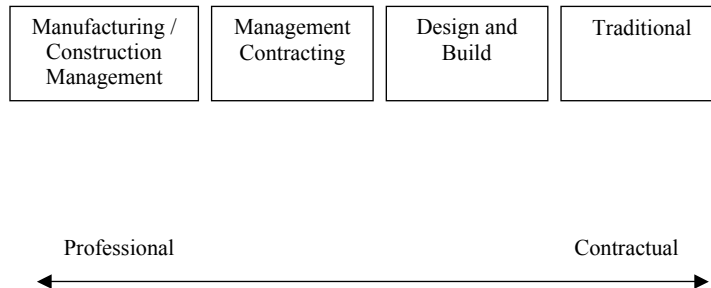 Manufacturing /
Construction
Management
Management
Contracting
Design and
Build
Traditional
Professional
Contractual